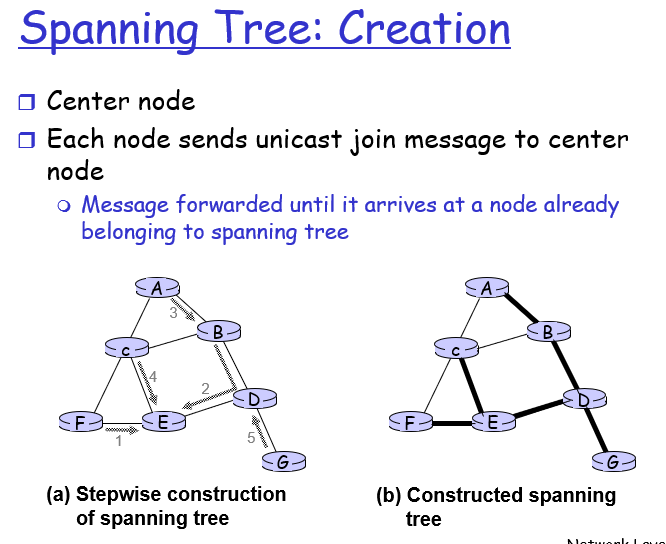 Spanning Tree: Creation
Center node
Each node sends unicast join message to center
node
Message forwarded until it arrives at a node already
belonging to spanning tree
A
3
B
c
4
2
D
F
E
1
5
G
A
B
c
D
F
E
G
(a) Stepwise construction
of spanning tree
(b) Constructed spanning
tree